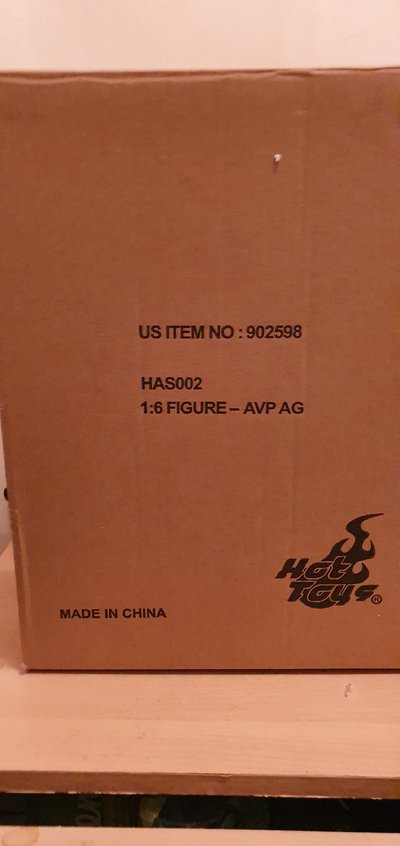 US ITEM NO : 902598
HAS002
1:6 FIGURE – AVP AG
Hot
Toys®
MADE IN CHINA